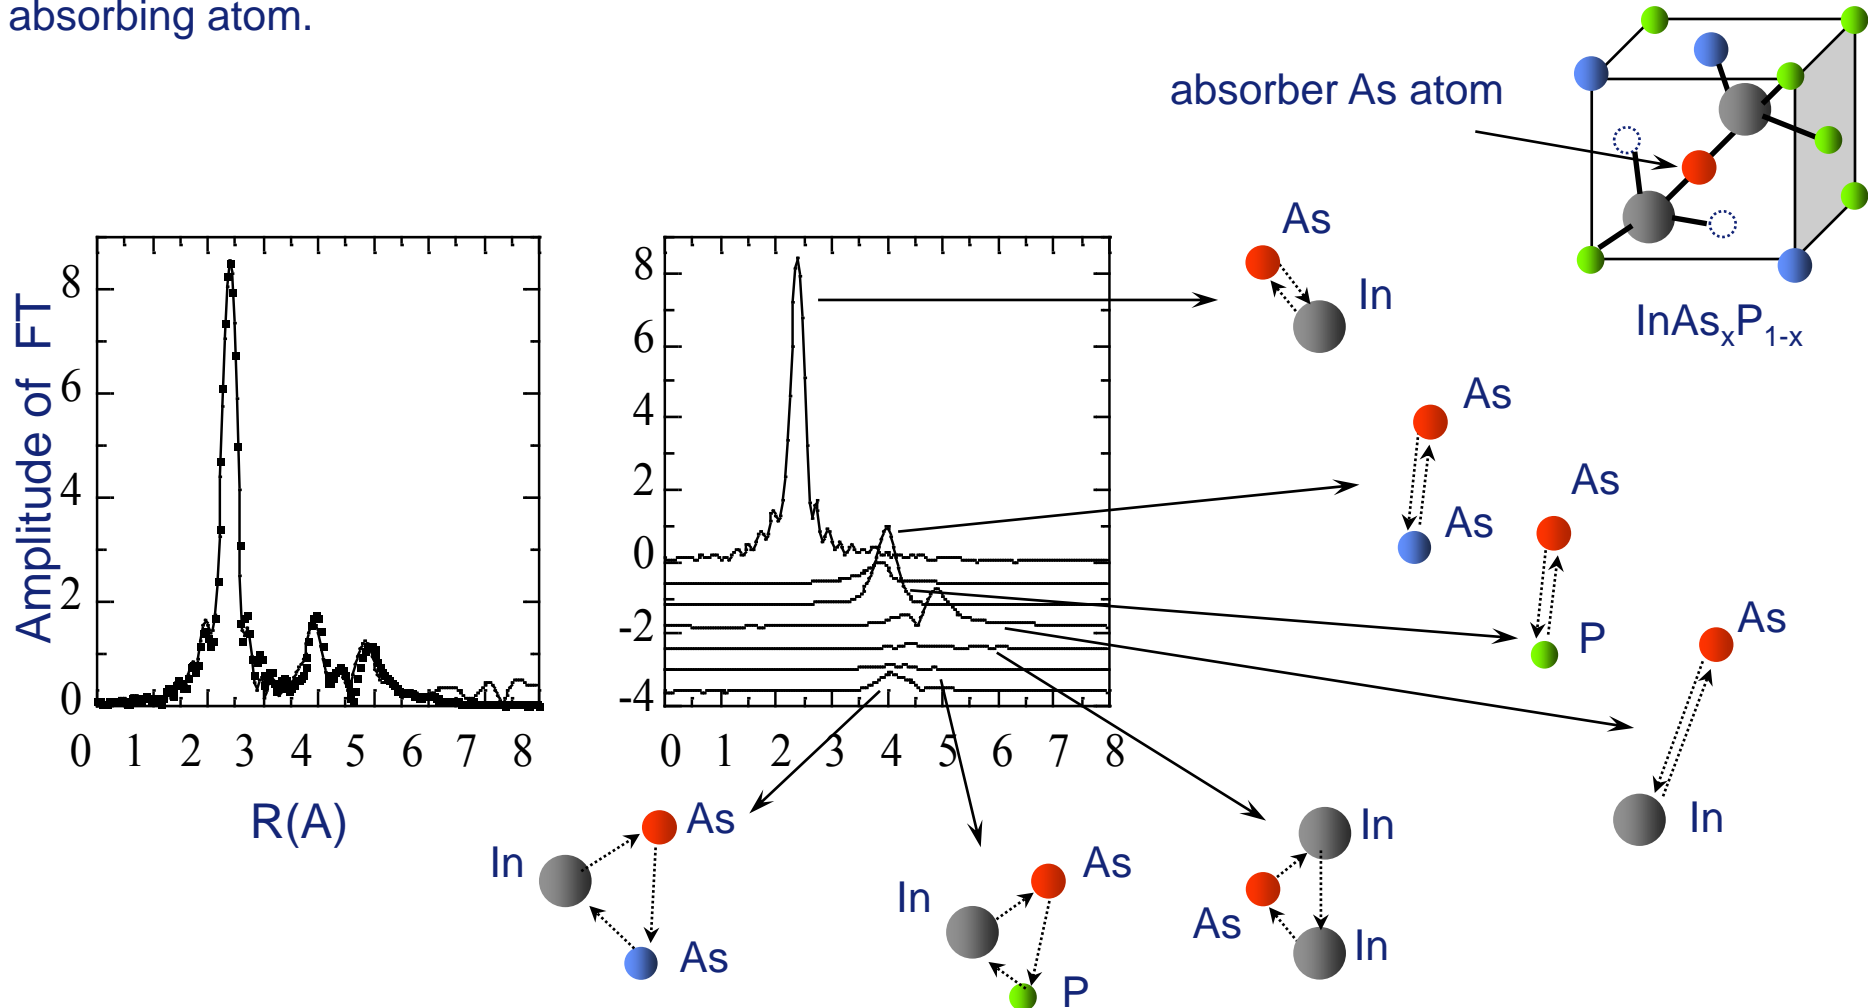 absorbing atom.
absorber As atom
InAsxP1-x
Amplitude of FT
8
6
4
2
0
0 1 2 3 4 5 6 7 8
R(A)
8
6
4
2
0
-2
-4
0 1 2 3 4 5 6 7 8
As
In
As
As
As
P
As
In
In
As
As
In
As
P
In
As
In